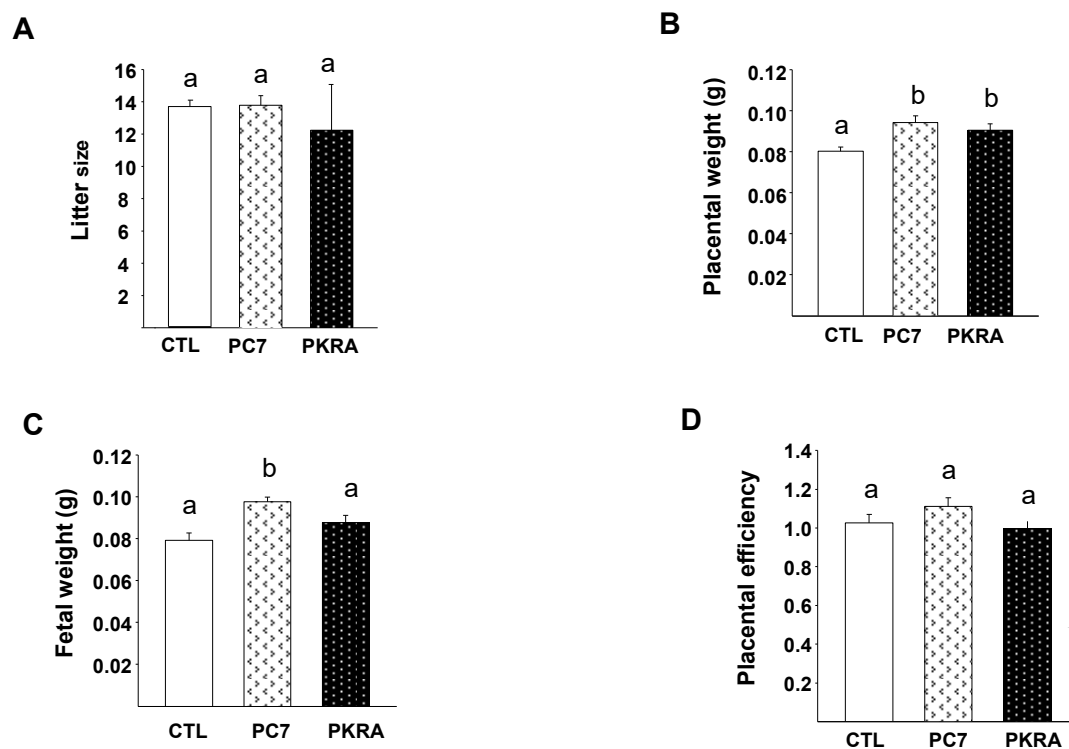 A
Litter size
16
14
12
10
8
6
4
2
a a a
CTL PC7 PKRA
B
Placental weight (g)
0.12
0.10
0.08
0.06
0.04
0.02
a b b
CTL PC7 PKRA
C
Fetal weight (g)
0.12
0.10
0.08
0.06
0.04
0.02
a b a
CTL PC7 PKRA
D
Placental efficiency
1.4
1.2
1.0
0.8
0.6
0.4
0.2
a a a
CTL PC7 PKRA